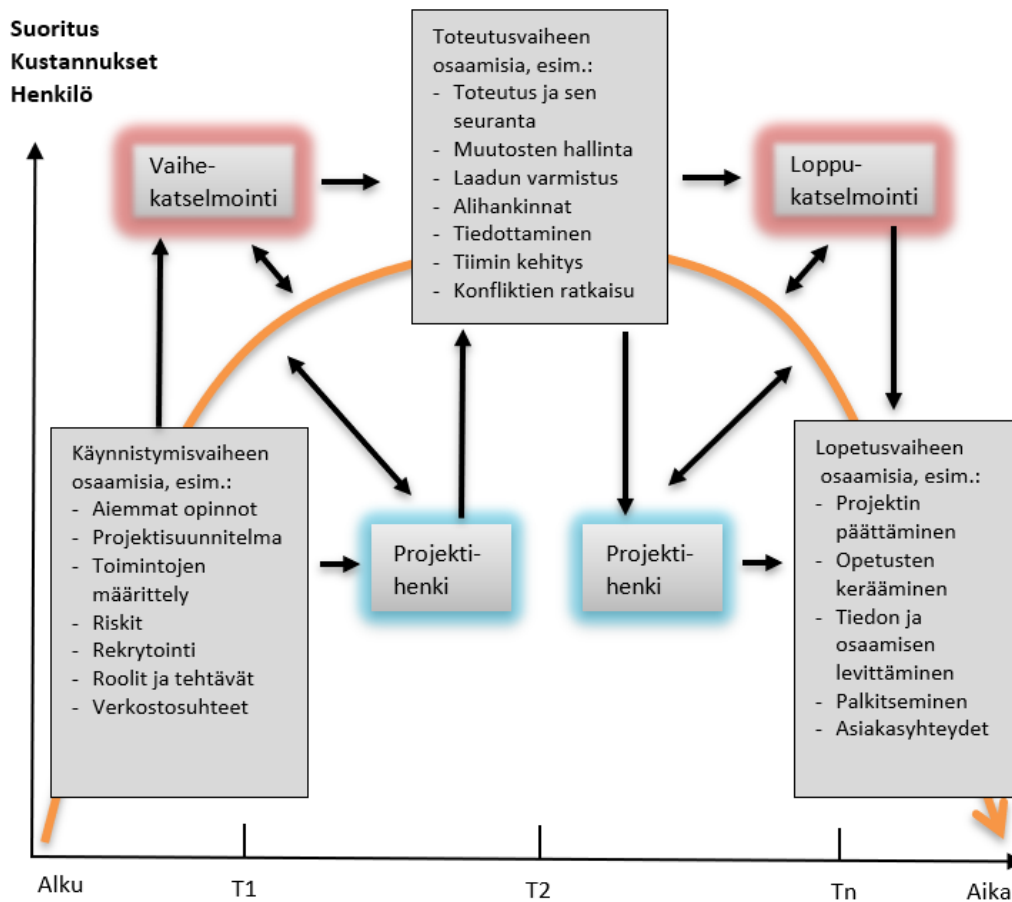 Suoritus
Kustannukset
Henkilö
Vaihe-
katselmointi
Toteutusvaiheen
osaamisia, esim.:
- Toteutus ja sen
seuranta
- Muutosten hallinta
- Laadun varmistus
- Alihankinnat
- Tiedottaminen
- Tiimin kehitys
- Konfliktien ratkaisu
Loppu-
katselmointi
Käynnistymisvaiheen
osaamisia, esim.:
- Aiemmat opinnot
- Projektisuunnitelma
- Toimintojen
määrittely
- Riskit
- Rekrytointi
- Roolit ja tehtävät
- Verkostosuhteet
Projekti-
henki
Projekti-
henki
Lopetusvaiheen
osaamisia, esim.:
- Projektin
päättäminen
- Opetusten
kerääminen
- Tiedon ja
osaamisen
levittäminen
- Palkitseminen
- Asiakasyhteydet
Alku
T1
T2
Tn
Aika